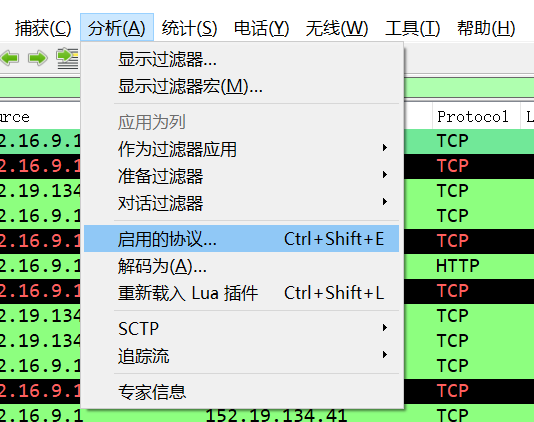 捕获(C) 分析(A) 统计(S) 电话(Y) 无线(W) 工具(T) 帮助(H)
显示过滤器...
显示过滤器宏(M)...
urce Protocol L
应用为列
2.16.9.1 TCP
作为过滤器应用
2.16.9.1 TCP
准备过滤器
2.19.134 TCP
对话过滤器
2.16.9.1 TCP
启用的协议... Ctrl+Shift+E
2.16.9.1 TCP
解码为(A)...
2.16.9.1 HTTP
重新载入 Lua 插件 Ctrl+Shift+L
2.16.9.1 TCP
2.19.134 TCP
SCTP
2.19.134 TCP
追踪流
2.16.9.1 TCP
专家信息
2.16.9.1 TCP
2.16.9.1 152.19.134.41 TCP